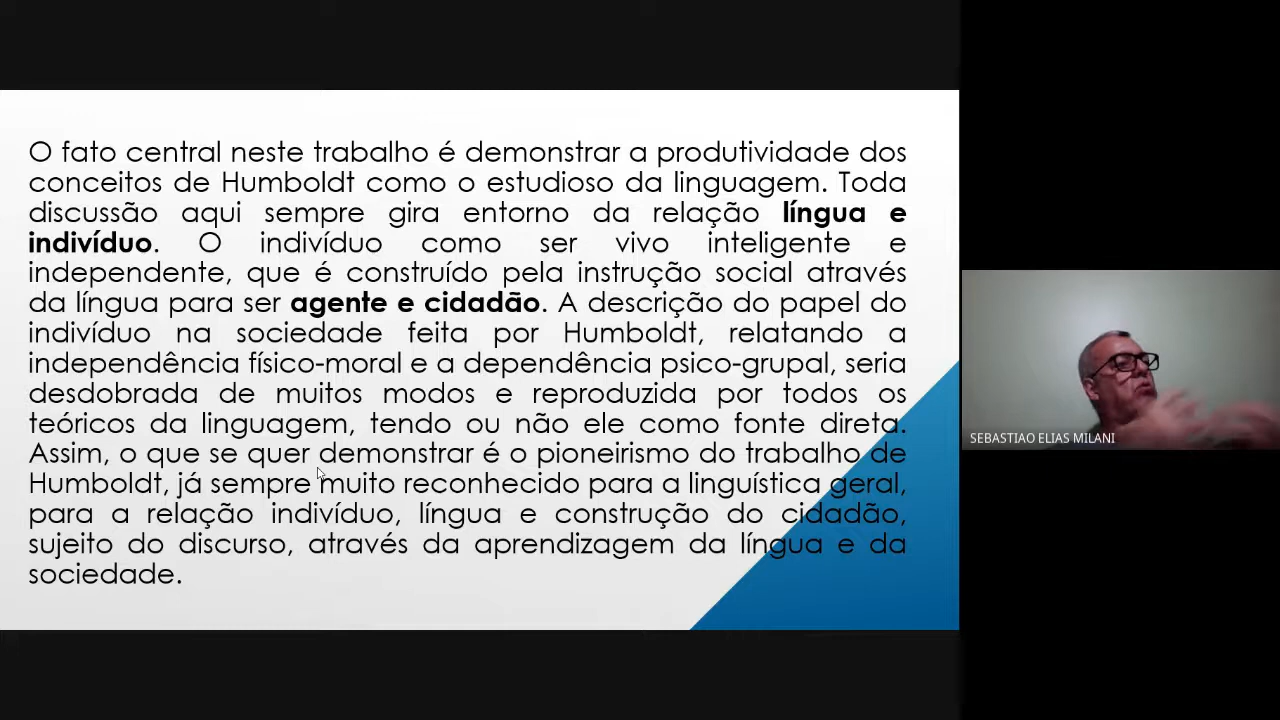 O fato central neste trabalho é demonstrar a produtividade dos
conceitos de Humboldt como o estudioso da linguagem. Toda
discussão aqui sempre gira entorno da relação língua e
indivíduo. O indivíduo como ser vivo inteligente e
independente, que é construído pela instrução social através
da língua para ser agente e cidadão. A descrição do papel do
indivíduo na sociedade feita por Humboldt, relatando a
independência físico-moral e a dependência psico-grupal, seria
desdobrada de muitos modos e reproduzida por todos os
teóricos da linguagem, tendo ou não ele como fonte direta.
Assim, o que se quer demonstrar é o pioneirismo do trabalho de
Humboldt, já sempre muito reconhecido para a linguística geral,
para a relação indivíduo, língua e construção do cidadão,
sujeito do discurso, através da aprendizagem da língua e da
sociedade.
SEBASTIAO ELIAS MILANI